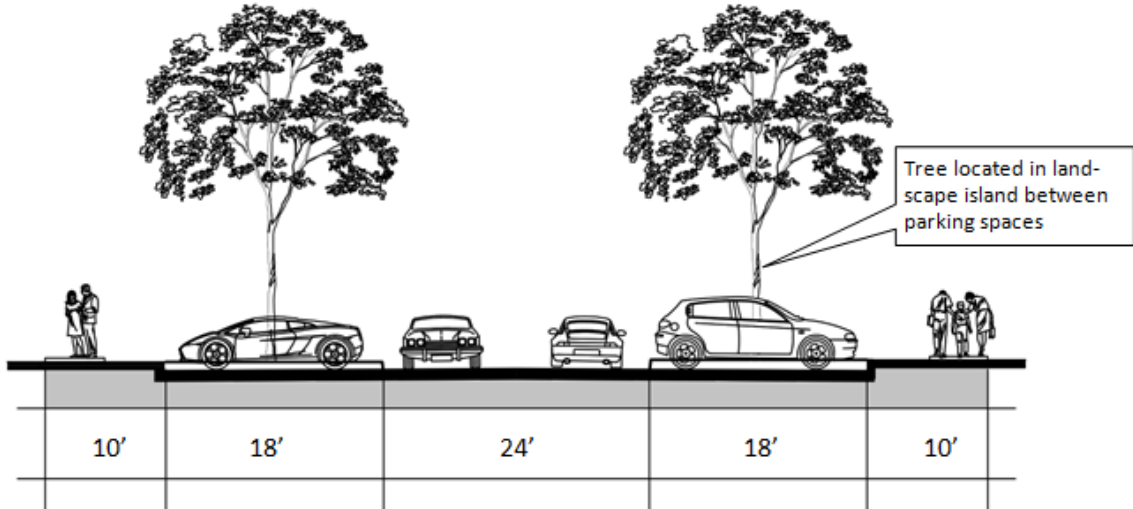 Tree located in land-
scape island between
parking spaces
10’
18’
24’
18’
10’